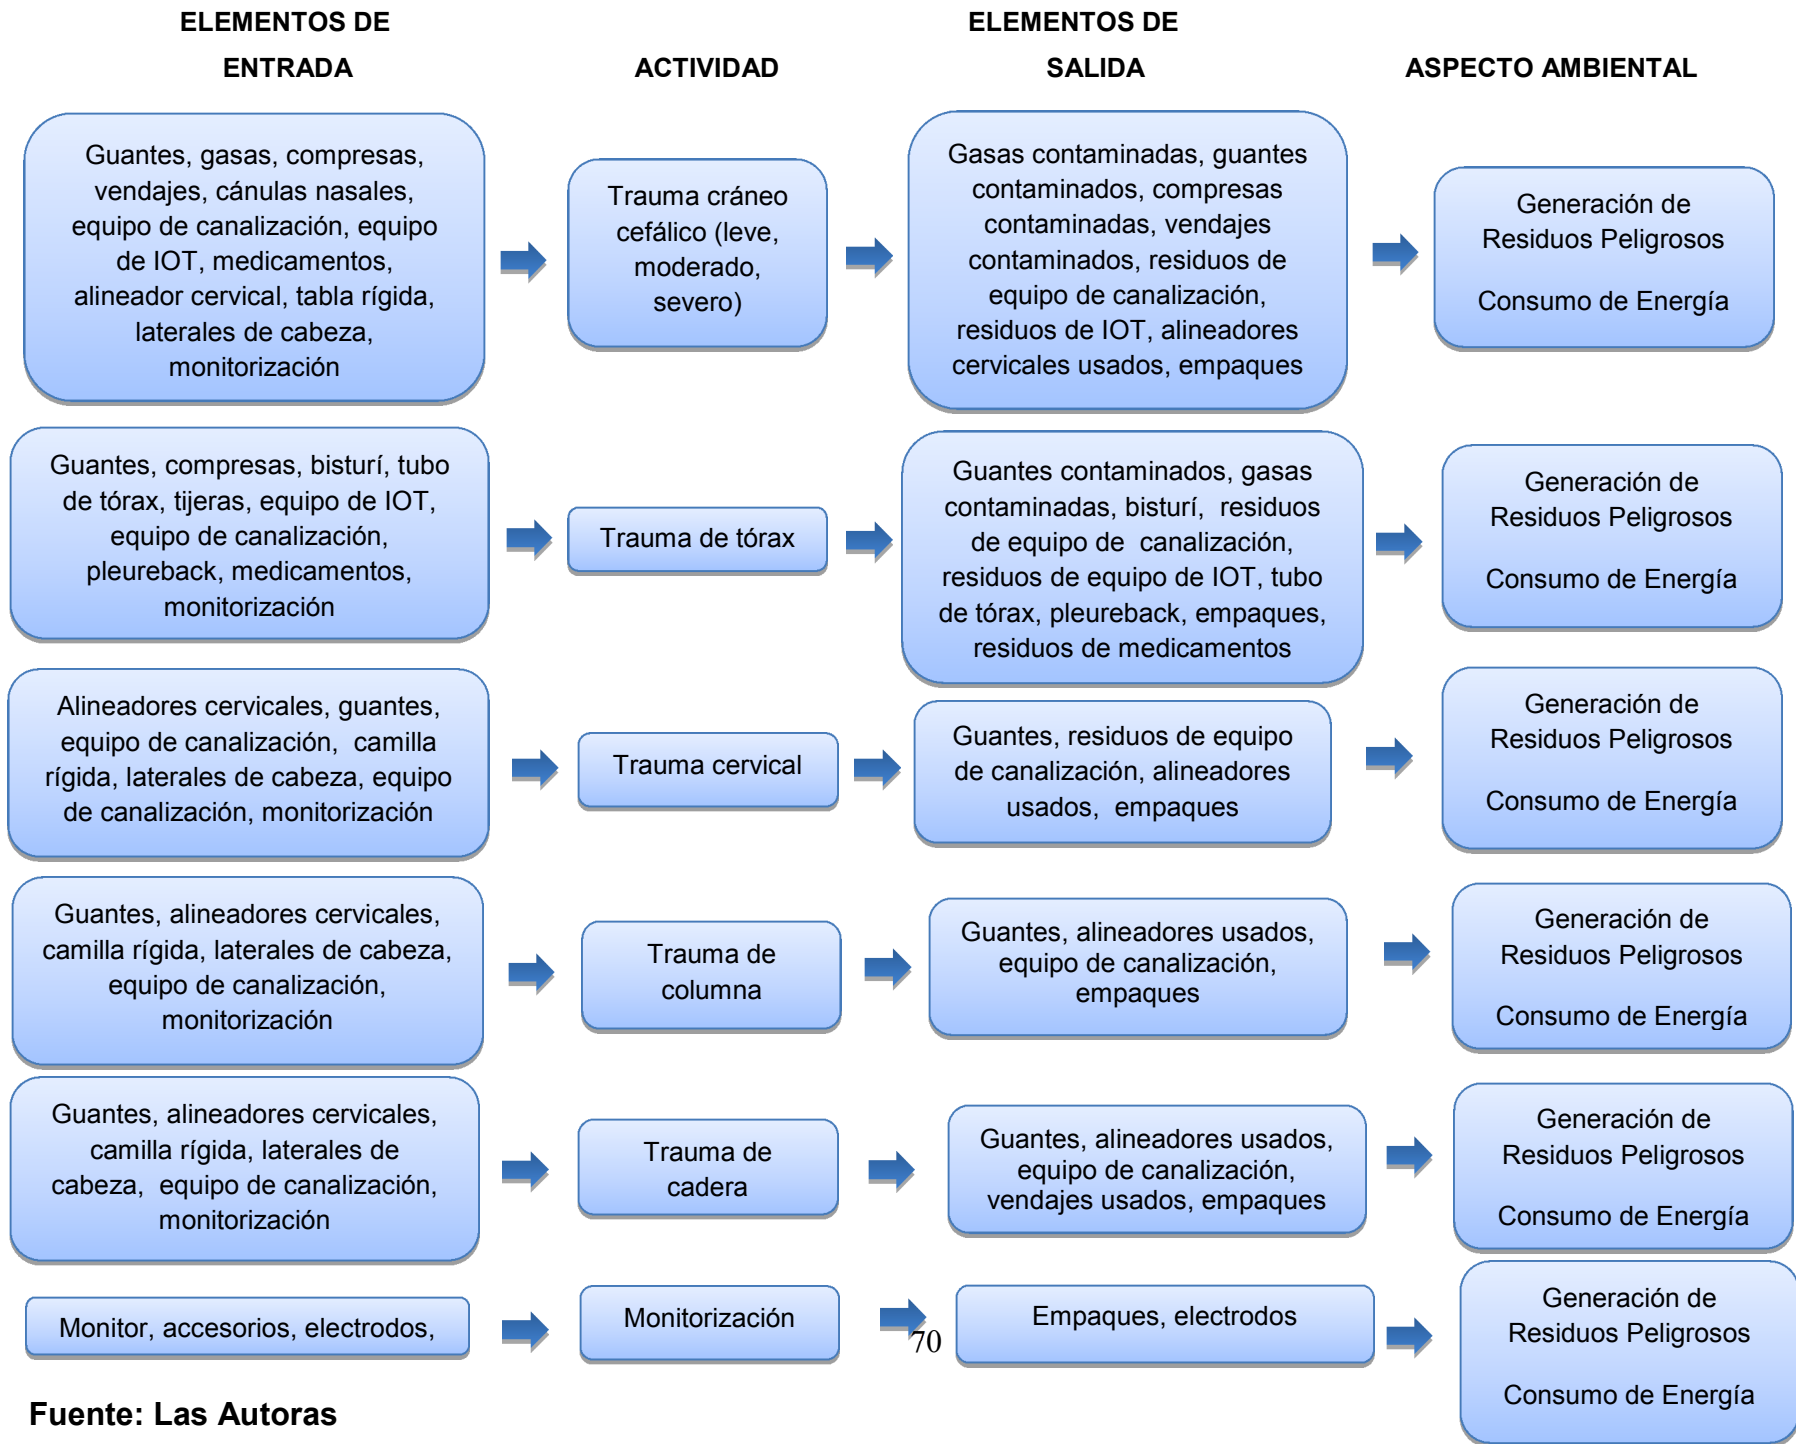 ELEMENTOS DE
ENTRADA
ACTIVIDAD
ELEMENTOS DE
SALIDA
ASPECTO AMBIENTAL
Guantes, gasas, compresas,
vendajes, cánulas nasales,
equipo de canalización, equipo
de IOT, medicamentos,
alineador cervical, tabla rígida,
laterales de cabeza,
monitorización
Trauma cráneo
cefálico (leve,
moderado,
severo)
Gasas contaminadas, guantes
contaminados, compresas
contaminadas, vendajes
contaminados, residuos de
equipo de canalización,
residuos de IOT, alineadores
cervicales usados, empaques
Generación de
Residuos Peligrosos
Consumo de Energía
Guantes, compresas, bisturí, tubo
de tórax, tijeras, equipo de IOT,
equipo de canalización,
pleureback, medicamentos,
monitorización
Trauma de tórax
Guantes contaminados, gasas
contaminadas, bisturí, residuos
de equipo de canalización,
residuos de equipo de IOT, tubo
de tórax, pleureback, empaques,
residuos de medicamentos
Generación de
Residuos Peligrosos
Consumo de Energía
Alineadores cervicales, guantes,
equipo de canalización, camilla
rígida, laterales de cabeza, equipo
de canalización, monitorización
Trauma cervical
Guantes, residuos de equipo
de canalización, alineadores
usados, empaques
Generación de
Residuos Peligrosos
Consumo de Energía
Guantes, alineadores cervicales,
camilla rígida, laterales de cabeza,
equipo de canalización,
monitorización
Trauma de
columna
Guantes, alineadores usados,
equipo de canalización,
empaques
Generación de
Residuos Peligrosos
Consumo de Energía
Guantes, alineadores cervicales,
camilla rígida, laterales de
cabeza, equipo de canalización,
monitorización
Trauma de
cadera
Guantes, alineadores usados,
equipo de canalización,
vendajes usados, empaques
Generación de
Residuos Peligrosos
Consumo de Energía
Monitor, accesorios, electrodos,
Monitorización
Empaques, electrodos
Generación de
Residuos Peligrosos
Consumo de Energía
70
Fuente: Las Autoras